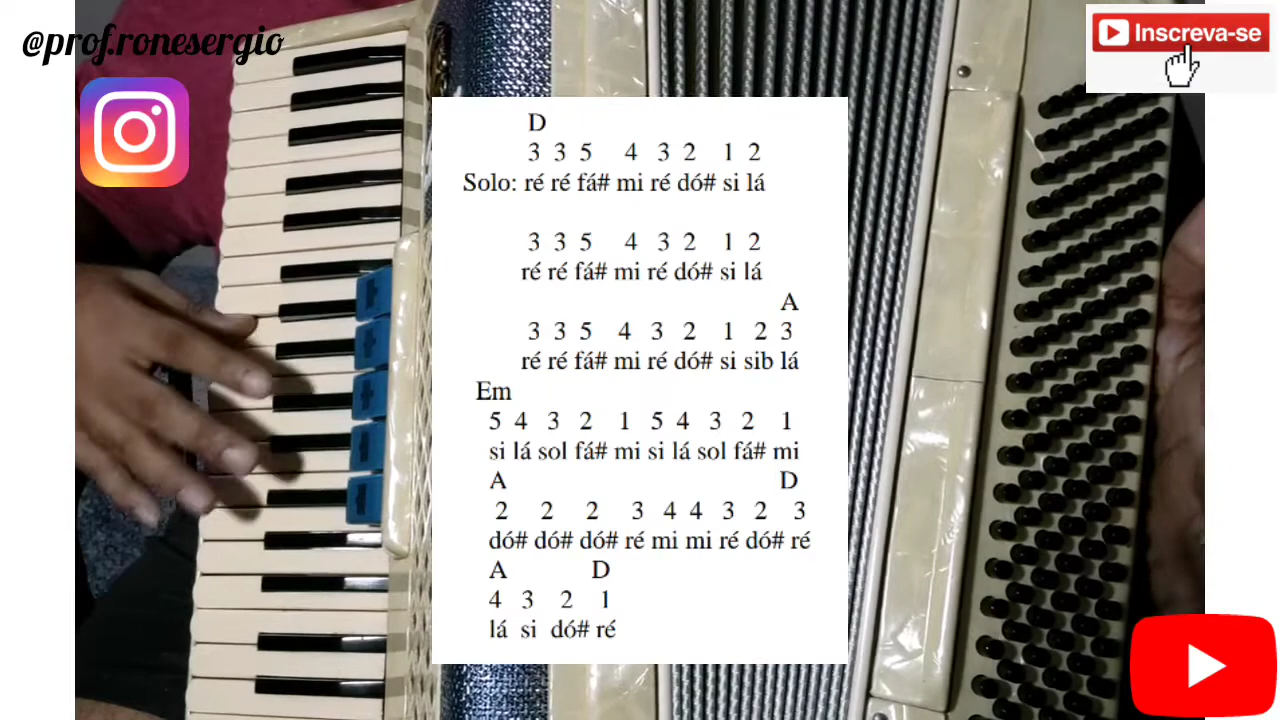 @prof.ronesergio
Inscreva-se
D
3 3 5 4 3 2 1 2
Solo: ré ré fá# mi ré dó# si lá
3 3 5 4 3 2 1 2
ré ré fá# mi ré dó# si lá
A
3 3 5 4 3 2 1 2 3
ré ré fá# mi ré dó# si sib lá
Em
5 4 3 2 1 5 4 3 2 1
si lá sol fá# mi si lá sol fá# mi
A D
2 2 2 3 4 4 3 2 3
dó# dó# dó# ré mi mi ré dó# ré
A D
4 3 2 1
lá si dó# ré